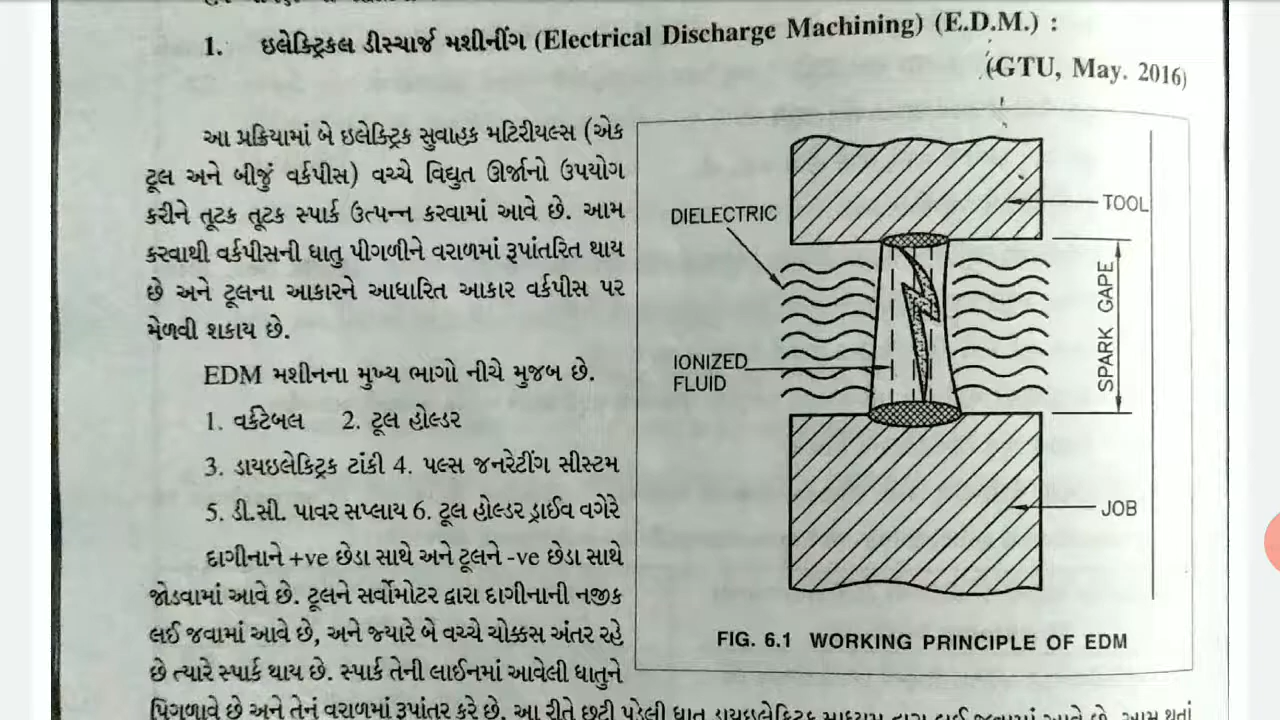 1. ઇલેક્ટ્રિકલ ડીસ્ચાર્જ મશીનીંગ (Electrical Discharge Machining) (E.D.M.) :
(GTU, May. 2016)
આ પ્રક્રિયામાં બે ઇલેક્ટ્રિક સુવાહક મટિરીયલ્સ (એક
ટૂલ અને બીજું વર્કપીસ) વચ્ચે વિદ્યુત ઊર્જાનો ઉપયોગ
કરીને તૂટક તૂટક સ્પાર્ક ઉત્પન્ન કરવામાં આવે છે. આમ
કરવાથી વર્કપીસની ધાતુ પીગળીને વરાળમાં રૂપાંતરિત થાય
છે અને ટૂલના આકારને આધારિત આકાર વર્કપીસ પર
મેળવી શકાય છે.
EDM મશીનના મુખ્ય ભાગો નીચે મુજબ છે.
1. વર્કટેબલ 2. ટૂલ હોલ્ડર
3. ડાયઇલેક્ટ્રિક ટાંકી 4. પલ્સ જનરેટીંગ સીસ્ટમ
5. ડી.સી. પાવર સપ્લાય 6. ટૂલ હોલ્ડર ડ્રાઈવ વગેરે
દાગીનાને +ve છેડા સાથે અને ટૂલને -ve છેડા સાથે
જોડવામાં આવે છે. ટૂલને સર્વોમોટર દ્વારા દાગીનાની નજીક
લઈ જવામાં આવે છે, અને જ્યારે બે વચ્ચે ચોક્કસ અંતર રહે
છે ત્યારે સ્પાર્ક થાય છે. સ્પાર્ક તેની લાઈનમાં આવેલી ધાતુને
પિગળાવે છે અને તેનું વરાળમાં રૂપાંતર કરે છે. આ રીતે છુટી પડેલી ધાતુ
DIELECTRIC
TOOL
SPARK GAPE
IONIZED
FLUID
JOB
FIG. 6.1 WORKING PRINCIPLE OF EDM